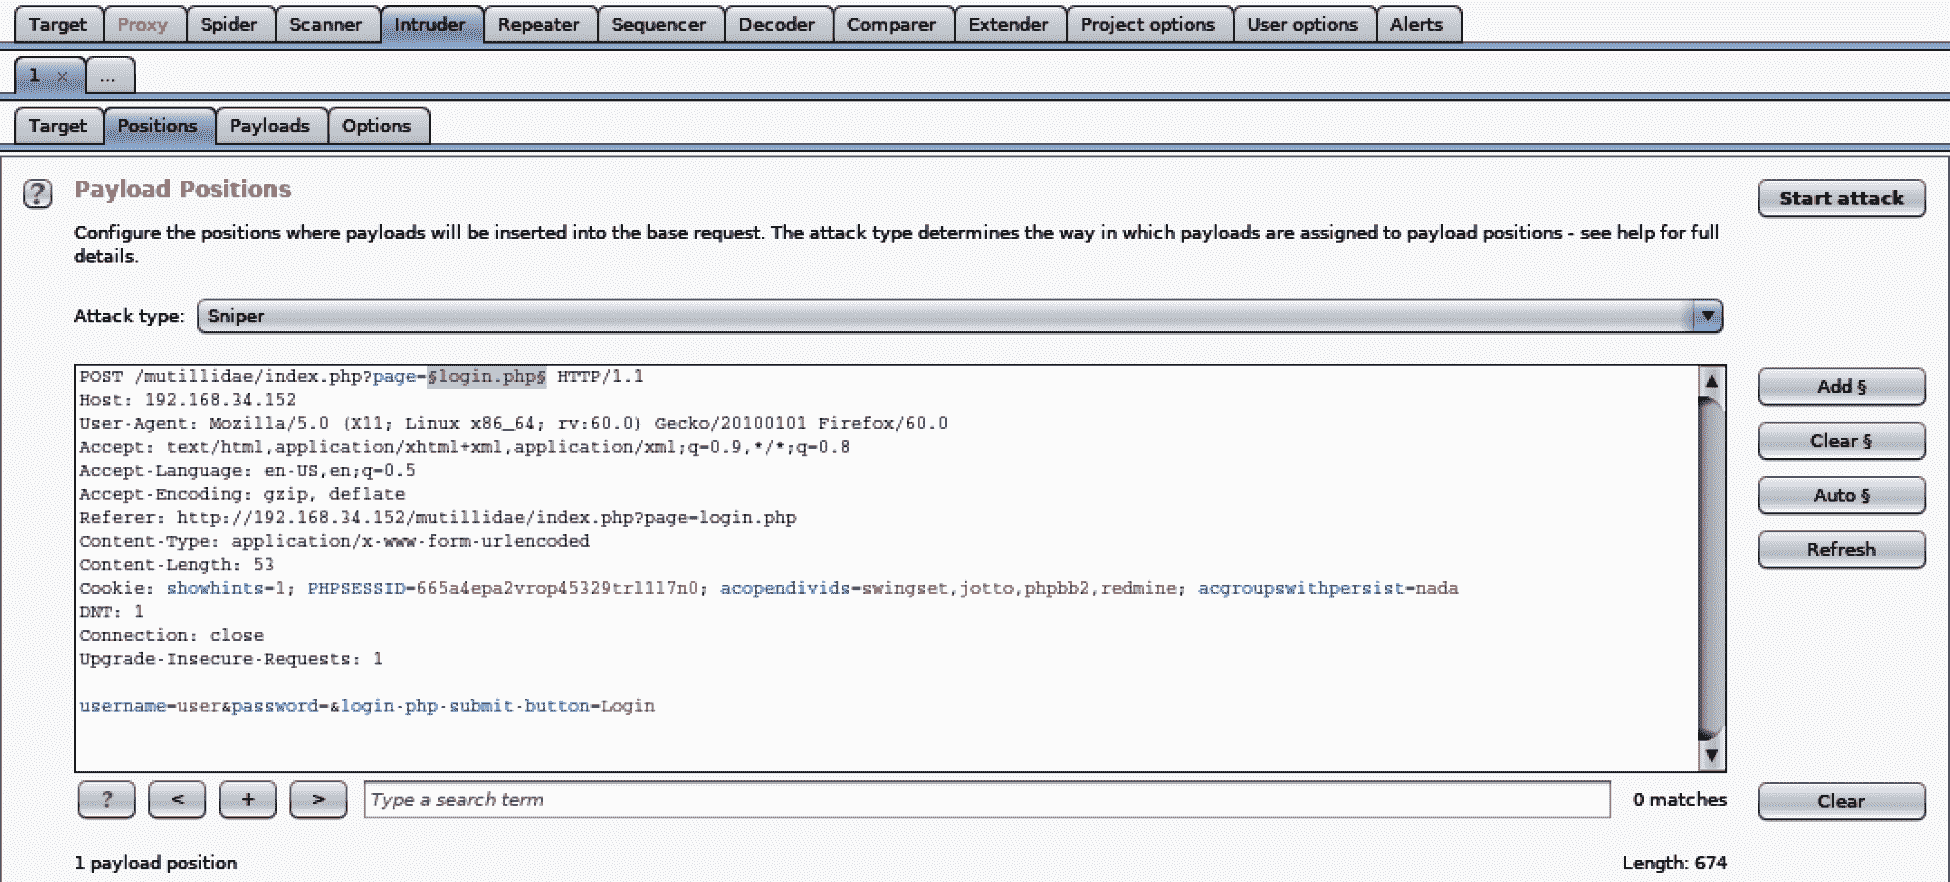 Target Proxy Spider Scanner Intruder Repeater Sequencer Decoder Comparer Extender Project options User options Alerts
1 × ...
Target Positions Payloads Options
? Payload Positions
Start attack
Configure the positions where payloads will be inserted into the base request. The attack type determines the way in which payloads are assigned to payload positions - see help for full
details.
Attack type: Sniper
POST /mutillidae/index.php?page=§login.php§ HTTP/1.1
Host: 192.168.34.152
User-Agent: Mozilla/5.0 (X11; Linux x86_64; rv:60.0) Gecko/20100101 Firefox/60.0
Accept: text/html,application/xhtml+xml,application/xml;q=0.9,*/*;q=0.8
Accept-Language: en-US,en;q=0.5
Accept-Encoding: gzip, deflate
Referer: http://192.168.34.152/mutillidae/index.php?page=login.php
Content-Type: application/x-www-form-urlencoded
Content-Length: 53
Cookie: showhints=1; PHPSESSID=665a4epa2vrop45329trl1l7n0; acopendivids=swingset,jotto,phpbb2,redmine; acgroupswithpersist=nada
DNT: 1
Connection: close
Upgrade-Insecure-Requests: 1
username=user&password=&login-php-submit-button=Login
Add §
Clear §
Auto §
Refresh
? < + > Type a search term 0 matches Clear
1 payload position Length: 674